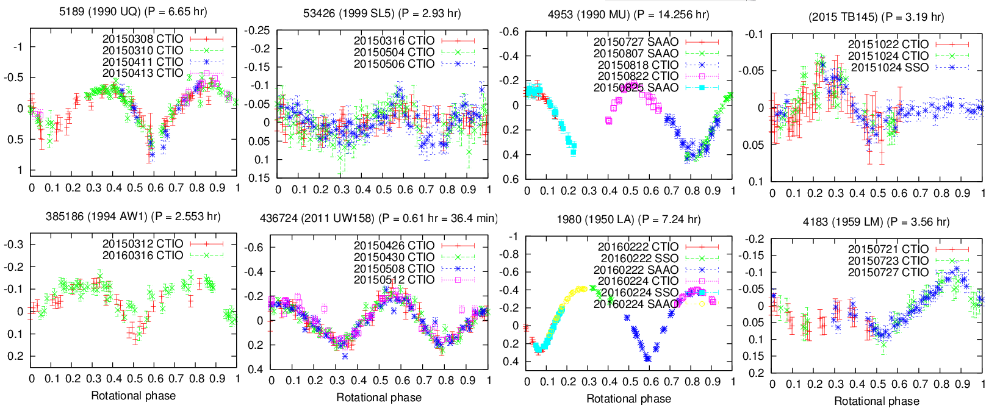 5189 (1990 UQ) (P = 6.65 hr)
20150308 CTIO
20150310 CTIO
20150411 CTIO
20150413 CTIO
-1
-0.5
0
0.5
1
0 0.1 0.2 0.3 0.4 0.5 0.6 0.7 0.8 0.9 1
53426 (1999 SL5) (P = 2.93 hr)
20150316 CTIO
20150504 CTIO
20150506 CTIO
-0.25
-0.2
-0.15
-0.1
-0.05
0
0.05
0.1
0.15
0 0.1 0.2 0.3 0.4 0.5 0.6 0.7 0.8 0.9 1
4953 (1990 MU) (P = 14.256 hr)
20150727 SAAO
20150807 SAAO
20150818 CTIO
20150822 CTIO
20150825 SAAO
-0.6
-0.4
-0.2
0
0.2
0.4
0.6
0 0.1 0.2 0.3 0.4 0.5 0.6 0.7 0.8 0.9 1
(2015 TB145) (P = 3.19 hr)
20151022 CTIO
20151024 CTIO
20151024 SSO
-0.1
-0.05
0
0.05
0.1
0 0.1 0.2 0.3 0.4 0.5 0.6 0.7 0.8 0.9 1
385186 (1994 AW1) (P = 2.553 hr)
20150312 CTIO
20160316 CTIO
-0.3
-0.2
-0.1
0
0.1
0.2
0 0.1 0.2 0.3 0.4 0.5 0.6 0.7 0.8 0.9 1
Rotational phase
436724 (2011 UW158) (P = 0.61 hr = 36.4 min)
20150426 CTIO
20150430 CTIO
20150508 CTIO
20150512 CTIO
-0.6
-0.4
-0.2
0
0.2
0.4
0 0.1 0.2 0.3 0.4 0.5 0.6 0.7 0.8 0.9 1
Rotational phase
1980 (1950 LA) (P = 7.24 hr)
20160222 CTIO
20160222 SSO
20160222 SAAO
20160224 CTIO
20160224 SSO
20160224 SAAO
-1
-0.8
-0.6
-0.4
-0.2
0
0.2
0.4
0 0.1 0.2 0.3 0.4 0.5 0.6 0.7 0.8 0.9 1
Rotational phase
4183 (1959 LM) (P = 3.56 hr)
20150721 CTIO
20150723 CTIO
20150727 CTIO
-0.2
-0.15
-0.1
-0.05
0
0.05
0.1
0.15
0.2
0 0.1 0.2 0.3 0.4 0.5 0.6 0.7 0.8 0.9 1
Rotational phase